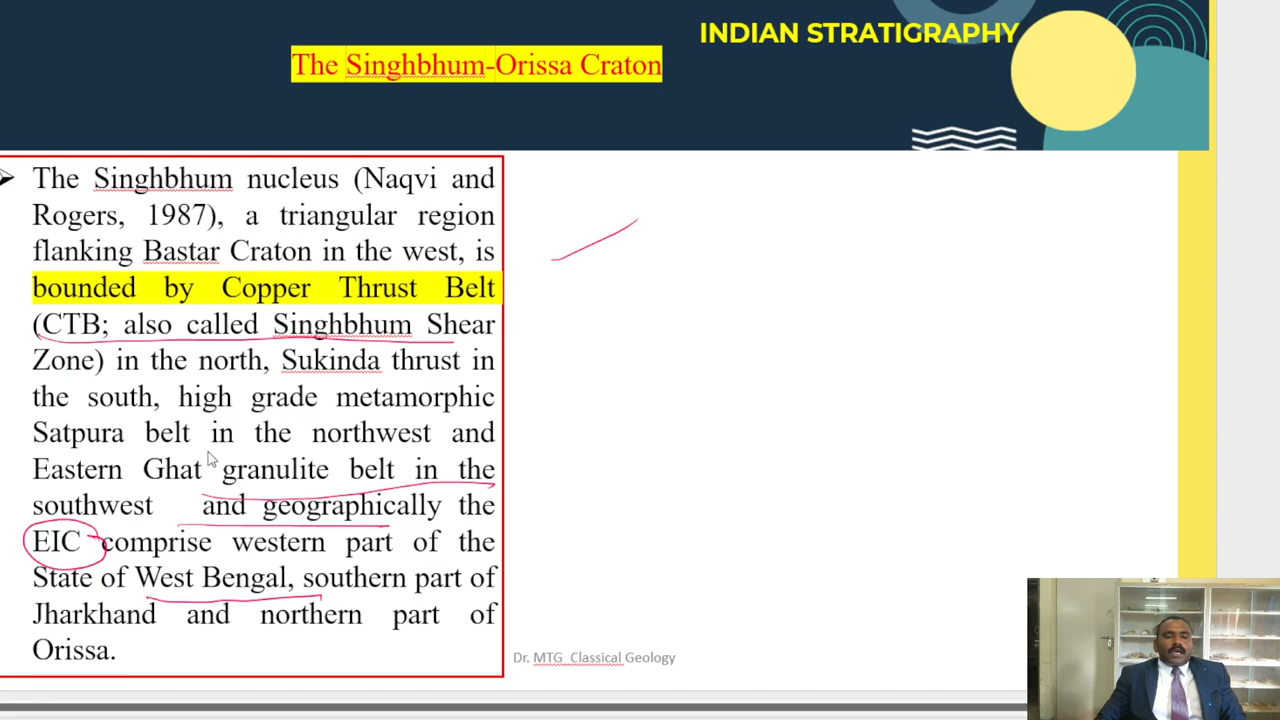 INDIAN STRATIGRAPHY
The Singhbhum-Orissa Craton
The Singhbhum nucleus (Naqvi and
Rogers, 1987), a triangular region
flanking Bastar Craton in the west, is
bounded by Copper Thrust Belt
(CTB; also called Singhbhum Shear
Zone) in the north, Sukinda thrust in
the south, high grade metamorphic
Satpura belt in the northwest and
Eastern Ghat granulite belt in the
southwest and geographically the
EIC comprise western part of the
State of West Bengal, southern part of
Jharkhand and northern part of
Orissa.
Dr. MTG Classical Geology